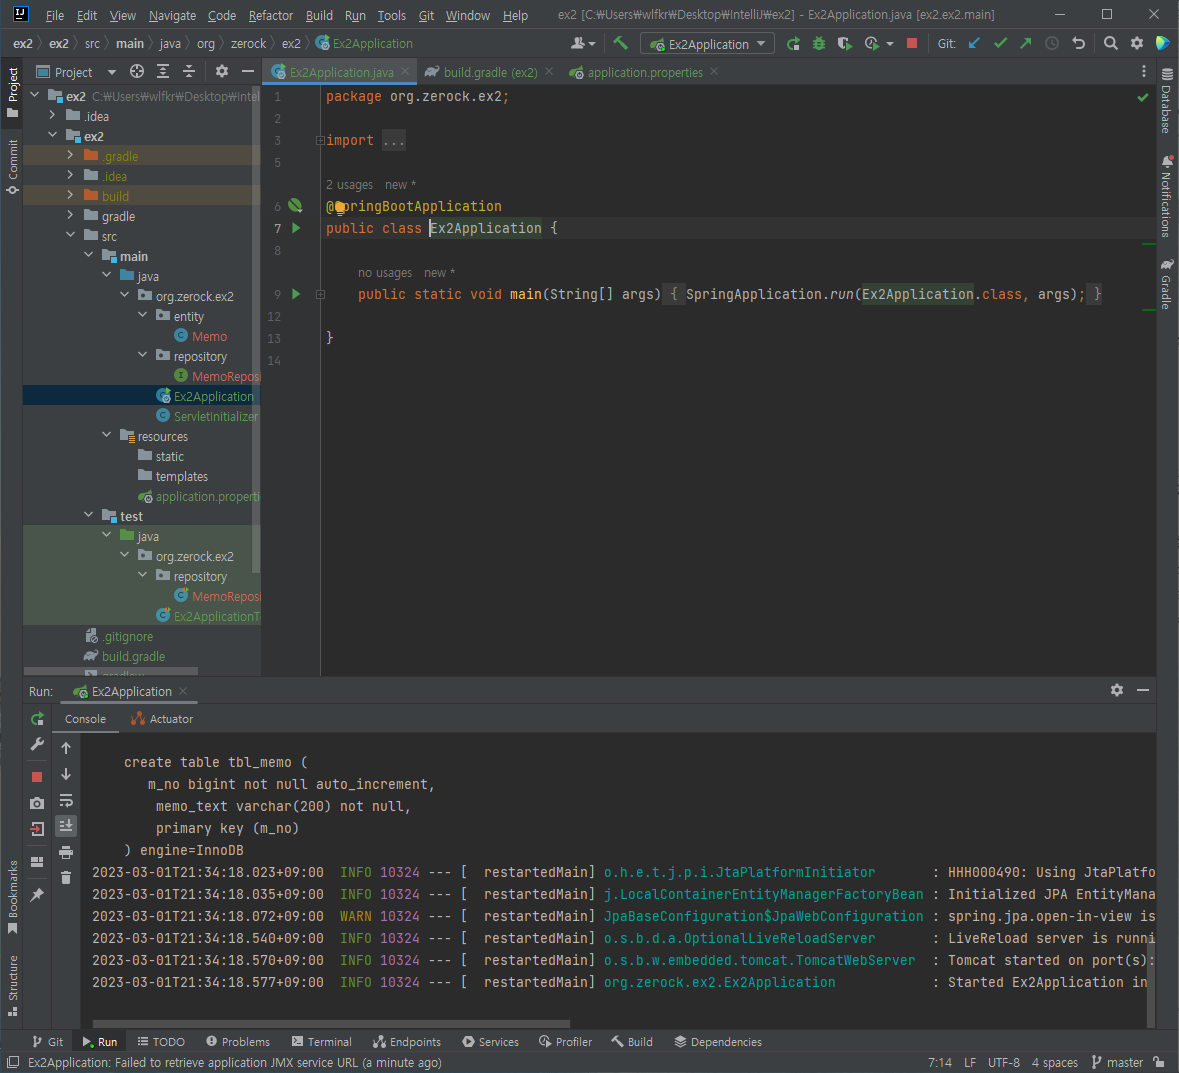 File Edit View Navigate Code Refactor Build Run Tools Git Window Help ex2 [C:₩Users₩wlfkr₩Desktop₩IntelliJ₩ex2] - Ex2Application.java [ex2.ex2.main]
ex2 ex2 src main java org zerock ex2 Ex2Application Ex2Application Git:
Project
Ex2Application.java build.gradle (ex2) application.properties
Project
Commit
Bookmarks
Structure
ex2 C:₩Users₩wlfkr₩Desktop₩Intel
.idea
ex2
.gradle
.idea
build
gradle
src
main
java
org.zerock.ex2
entity
Memo
repository
MemoReposi
Ex2Application
ServletInitializer
resources
static
templates
application.properti
test
java
org.zerock.ex2
repository
MemoReposi
Ex2ApplicationT
.gitignore
build.gradle
gradlew
1 package org.zerock.ex2;
2
3 import ...
5
2 usages new *
6 @SpringBootApplication
7 public class Ex2Application {
8
no usages new *
9 public static void main(String[] args) { SpringApplication.run(Ex2Application.class, args); }
12
13 }
14
Database
Notifications
Gradle
Run: Ex2Application
Console Actuator
create table tbl_memo (
m_no bigint not null auto_increment,
memo_text varchar(200) not null,
primary key (m_no)
) engine=InnoDB
2023-03-01T21:34:18.023+09:00 INFO 10324 --- [ restartedMain] o.h.e.t.j.p.i.JtaPlatformInitiator : HHH000490: Using JtaPlatfo
2023-03-01T21:34:18.035+09:00 INFO 10324 --- [ restartedMain] j.LocalContainerEntityManagerFactoryBean : Initialized JPA EntityMana
2023-03-01T21:34:18.072+09:00 WARN 10324 --- [ restartedMain] JpaBaseConfiguration$JpaWebConfiguration : spring.jpa.open-in-view is
2023-03-01T21:34:18.540+09:00 INFO 10324 --- [ restartedMain] o.s.b.d.a.OptionalLiveReloadServer : LiveReload server is runni
2023-03-01T21:34:18.570+09:00 INFO 10324 --- [ restartedMain] o.s.b.w.embedded.tomcat.TomcatWebServer : Tomcat started on port(s):
2023-03-01T21:34:18.577+09:00 INFO 10324 --- [ restartedMain] org.zerock.ex2.Ex2Application : Started Ex2Application in
Git Run TODO Problems Terminal Endpoints Services Profiler Build Dependencies
Ex2Application: Failed to retrieve application JMX service URL (a minute ago) 7:14 LF UTF-8 4 spaces master